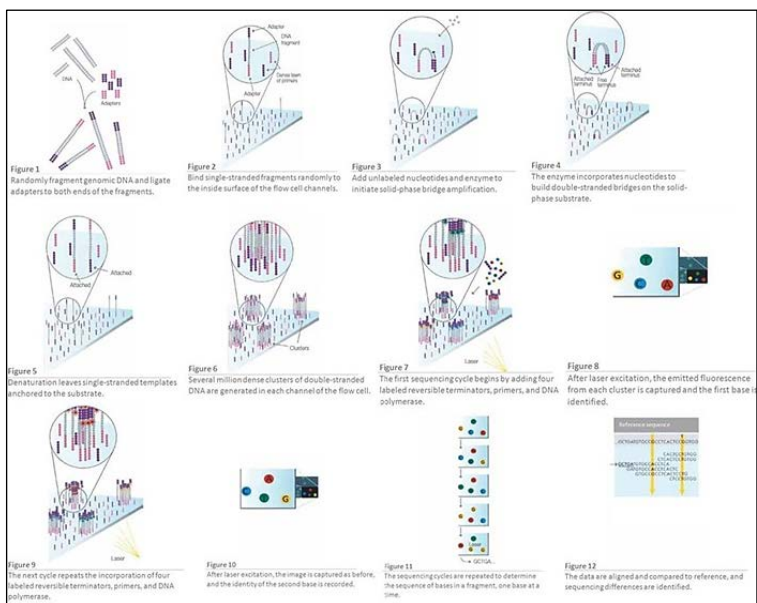 DNA
Adapters
Figure 1
Randomly fragment genomic DNA and ligate
adapters to both ends of the fragments.
Adapter
DNA
fragment
Dense lawn
of primers
Adapter
Figure 2
Bind single-stranded fragments randomly to
the inside surface of the flow cell channels.
Figure 3
Add unlabeled nucleotides and enzyme to
initiate solid-phase bridge amplification.
Attached
terminus
Free
terminus
Attached
terminus
Figure 4
The enzyme incorporates nucleotides to
build double-stranded bridges on the solid-
phase substrate.
Attached
Attached
Figure 5
Denaturation leaves single-stranded templates
anchored to the substrate.
Clusters
Figure 6
Several million dense clusters of double-stranded
DNA are generated in each channel of the flow cell.
Laser
Figure 7
The first sequencing cycle begins by adding four
labeled reversible terminators, primers, and DNA
polymerase.
T
G
C
A
Figure 8
After laser excitation, the emitted fluorescence
from each cluster is captured and the first base is
identified.
Laser
Figure 9
The next cycle repeats the incorporation of four
labeled reversible terminators, primers, and DNA
polymerase.
A
C
T
G
Figure 10
After laser excitation, the image is captured as before,
and the identity of the second base is recorded.
Laser
GCTGA...
Figure 11
The sequencing cycles are repeated to determine
the sequence of bases in a fragment, one base at a
time.
Reference sequence
Figure 12
The data are aligned and compared to reference, and
sequencing differences are identified.